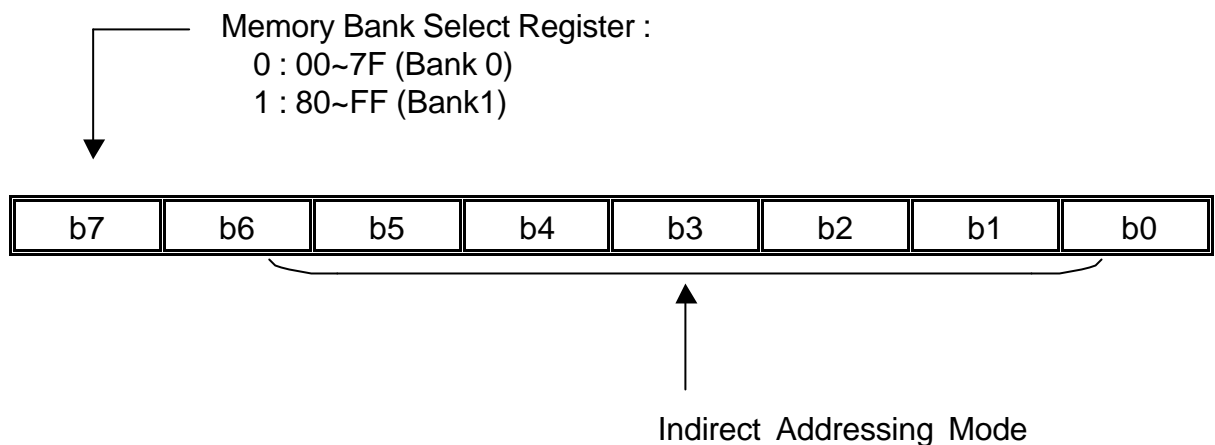 Memory Bank Select Register :
0 : 00~7F (Bank 0)
1 : 80~FF (Bank1)
b7 b6 b5 b4 b3 b2 b1 b0
Indirect Addressing Mode